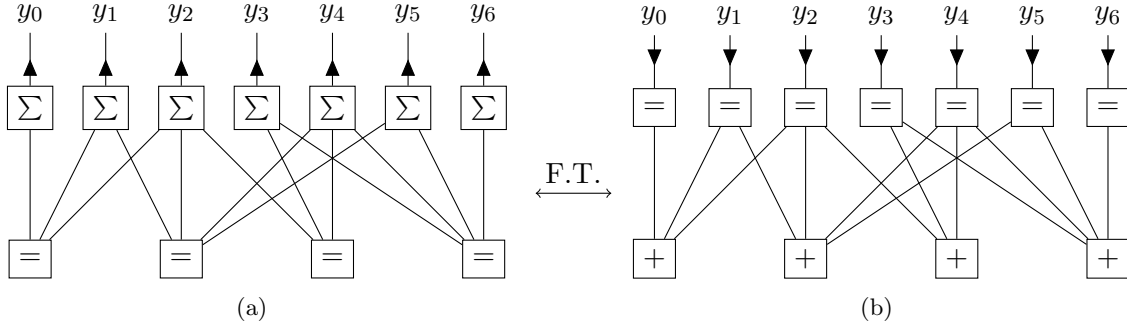 y0 y1 y2 y3 y4 y5 y6 y0 y1 y2 y3 y4 y5 y6
Σ Σ Σ Σ Σ Σ Σ = = = = = = =
F.T.
= = = = + + + +
(a) (b)